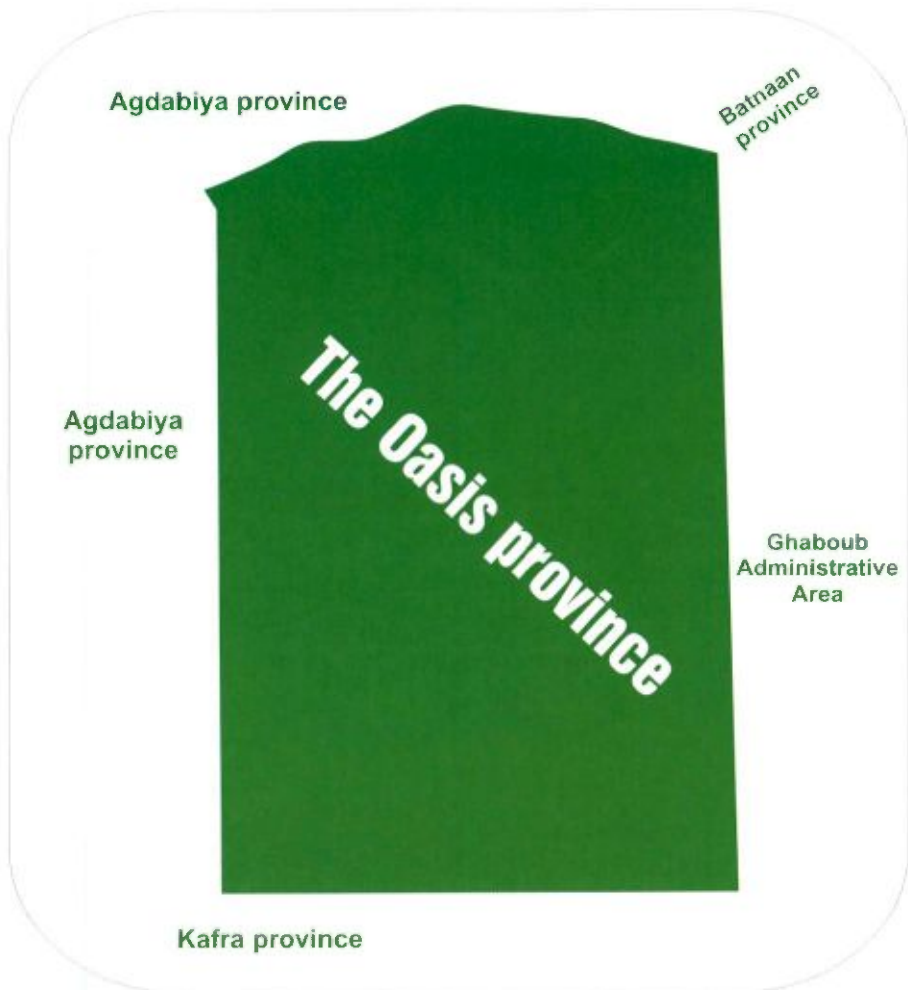 Agdabiya province
Batnaan
province
The Oasis province
Agdabiya
province
Ghaboub
Administrative
Area
Kafra province